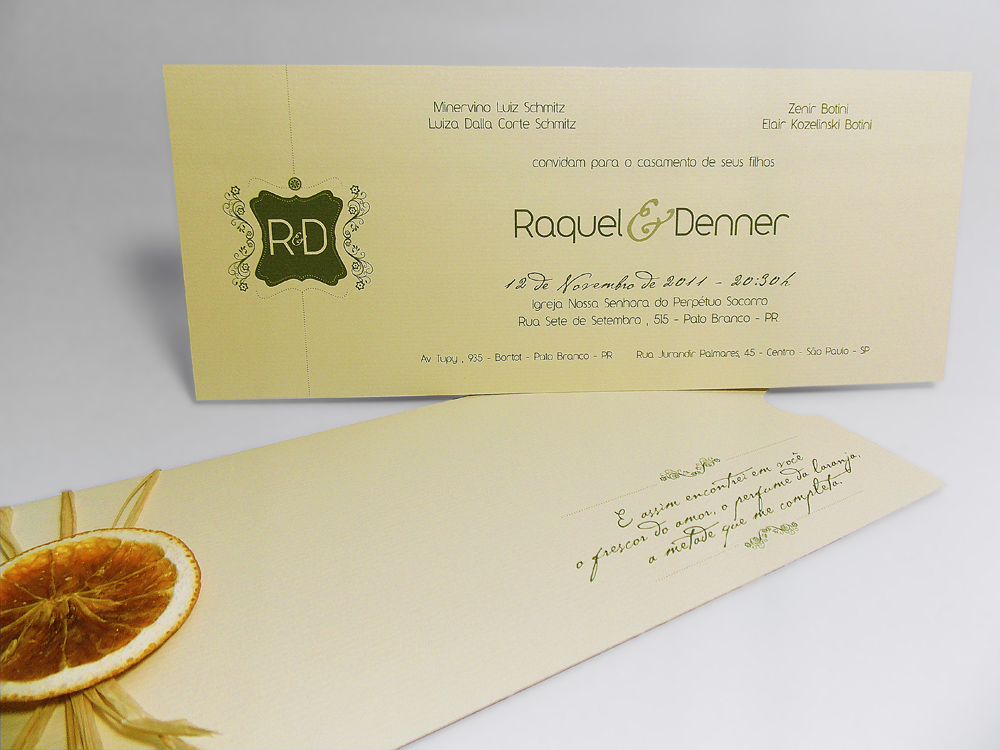 Minervino Luiz Schmitz
Luiza Dalla Corte Schmitz
Zenir Botini
Elair Kozelinski Botini
convidam para o casamento de seus filhos
R&D
Raquel & Denner
12 de Novembro de 2011 - 20:30h
Igreja Nossa Senhora do Perpétuo Socorro
Rua Sete de Setembro , 515 - Pato Branco - PR
Av Tupy , 935 - Bortot - Pato Branco - PR
Rua Jurandir Palmares, 45 - Centro - São Paulo - SP
E assim encontrei em você
o frescor do amor, o perfume da laranja,
a metade que me completa.